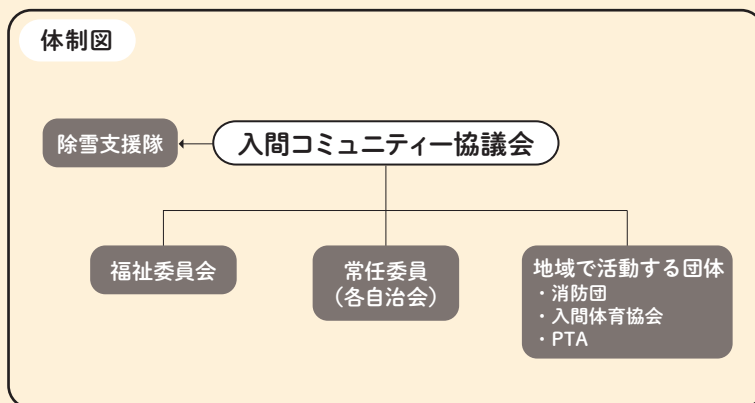 体制図
除雪支援隊
入間コミュニティー協議会
福祉委員会
常任委員
（各自治会）
地域で活動する団体
・消防団
・入間体育協会
・PTA